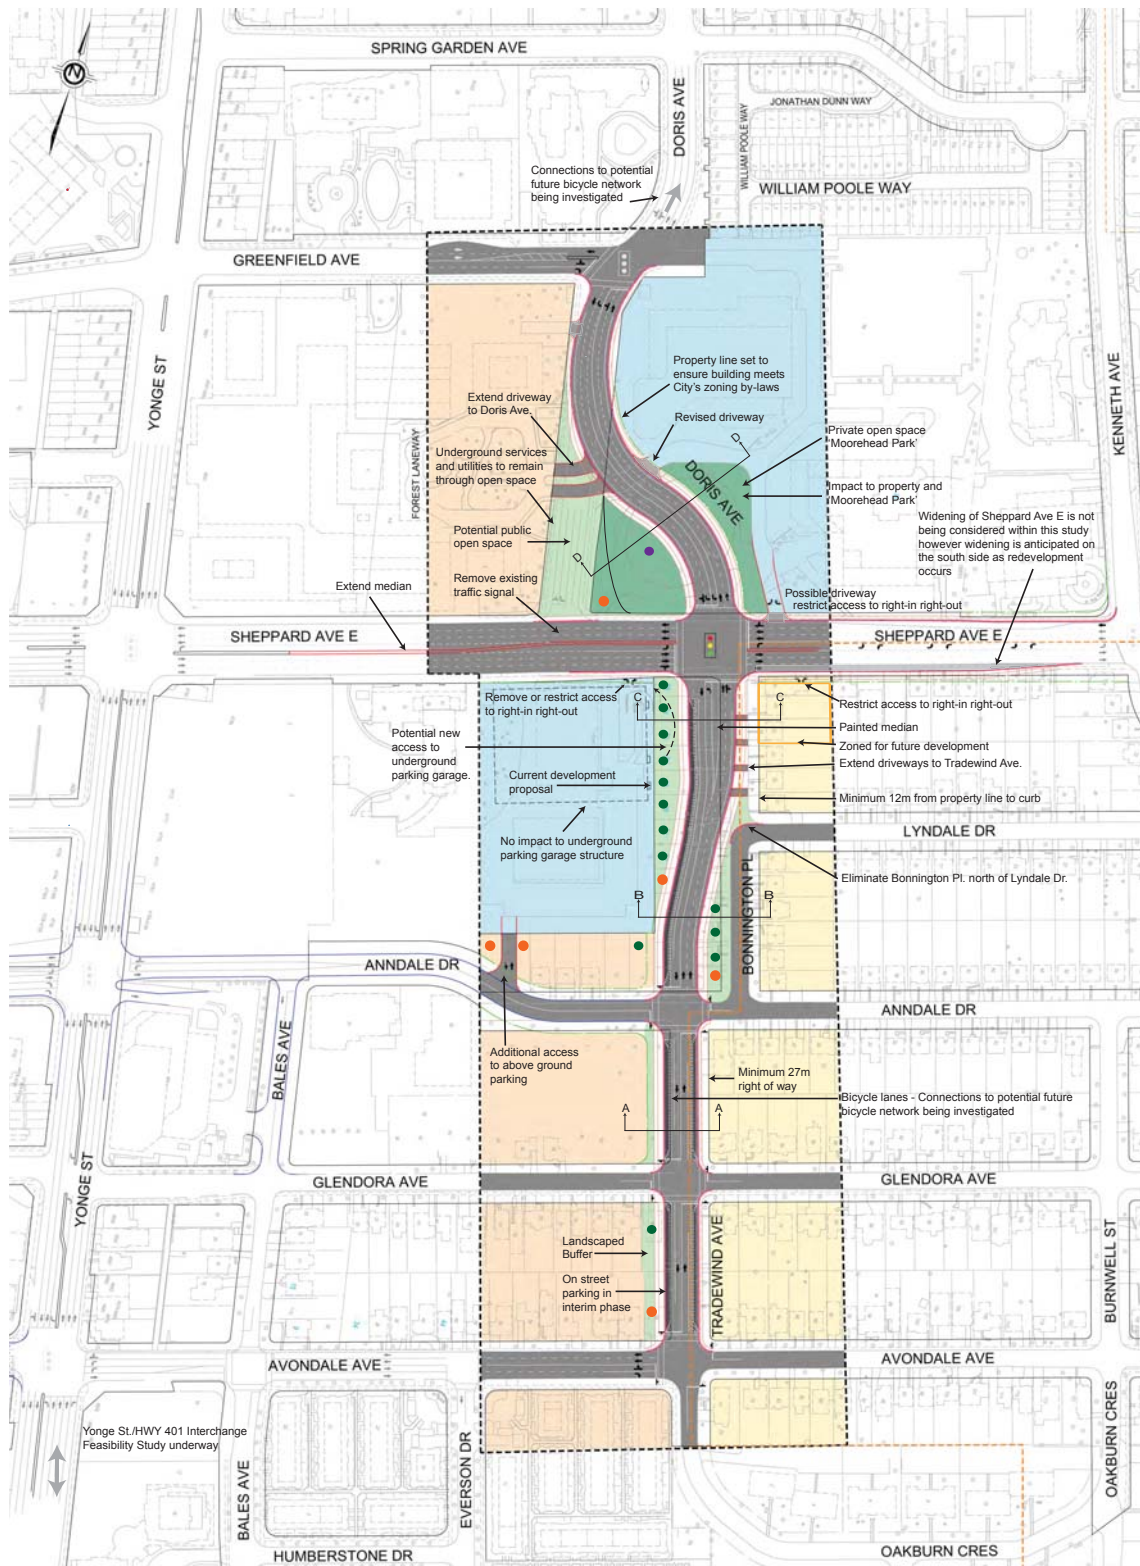 SPRING GARDEN AVE
DORIS AVE
JONATHAN DUNN WAY
WILLIAM POOLE WAY
WILLIAM POOLE WAY
N
Connections to potential
future bicycle network
being investigated
GREENFIELD AVE
YONGE ST
KENNETH AVE
Property line set to
ensure building meets
City's zoning by-laws
Extend driveway
to Doris Ave.
Revised driveway
Private open space
'Moorehead Park'
Underground services
and utilities to remain
through open space
FOREST LANEWAY
D
DORIS AVE
Impact to property and
'Moorehead Park'
Widening of Sheppard Ave E is not
being considered within this study
however widening is anticipated on
the south side as redevelopment
occurs
Potential public
open space
D
Extend median
Remove existing
traffic signal
Possible driveway
restrict access to right-in right-out
SHEPPARD AVE E
SHEPPARD AVE E
Remove or restrict access
to right-in right-out
C
C
Restrict access to right-in right-out
Potential new
access to
underground
parking garage.
Painted median
Zoned for future development
Extend driveways to Tradewind Ave.
Current development
proposal
Minimum 12m from property line to curb
No impact to underground
parking garage structure
LYNDALE DR
Eliminate Bonnington Pl. north of Lyndale Dr.
B
B
BONNINGTON PL
ANNDALE DR
ANNDALE DR
BALES AVE
Additional access
to above ground
parking
Minimum 27m
right of way
Bicycle lanes - Connections to potential future
bicycle network being investigated
A
A
YONGE ST
GLENDORA AVE
GLENDORA AVE
Landscaped
Buffer
TRADEWIND AVE
BURNWELL ST
On street
parking in
interim phase
AVONDALE AVE
AVONDALE AVE
Yonge St./HWY 401 Interchange
Feasibility Study underway
BALES AVE
EVERSON DR
OAKBURN CRES
HUMBERSTONE DR
OAKBURN CRES